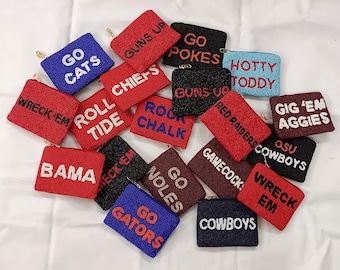 GO
CATS
GUNS UP
GO
POKES
HOTTY
TODDY
WRECK 'EM
ROLL
TIDE
CHIEFS
ROCK
CHALK
GUNS UP
RED RAIDERS
GIG 'EM
AGGIES
OSU
COWBOYS
BAMA
WRECK 'EM
GO
NOLES
GAMECOCKS
WRECK
EM
GO
GATORS
COWBOYS